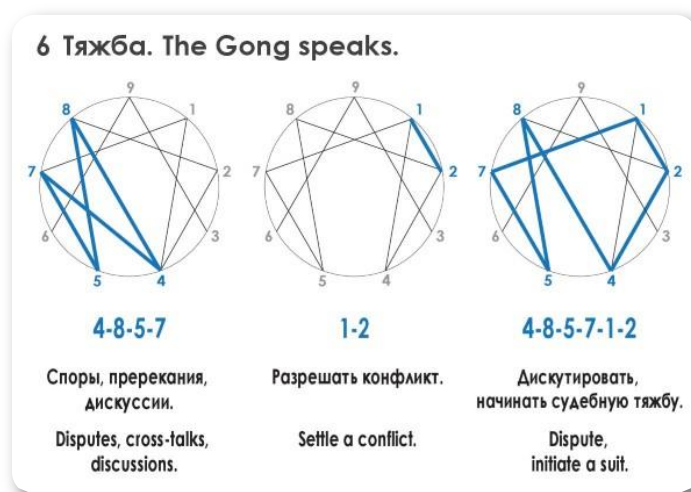 6 Тяжба. The Gong speaks.
9
8
1
7
2
6
3
5
4
9
8
1
7
2
6
3
5
4
9
8
1
7
2
6
3
5
4
4-8-5-7
1-2
4-8-5-7-1-2
Споры, пререкания,
дискуссии.
Разрешать конфликт.
Дискутировать,
начинать судебную тяжбу.
Disputes, cross-talks,
discussions.
Settle a conflict.
Dispute,
initiate a suit.